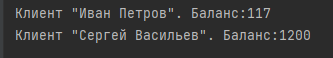 Клиент "Иван Петров". Баланс:117
Клиент "Сергей Васильев". Баланс:1200